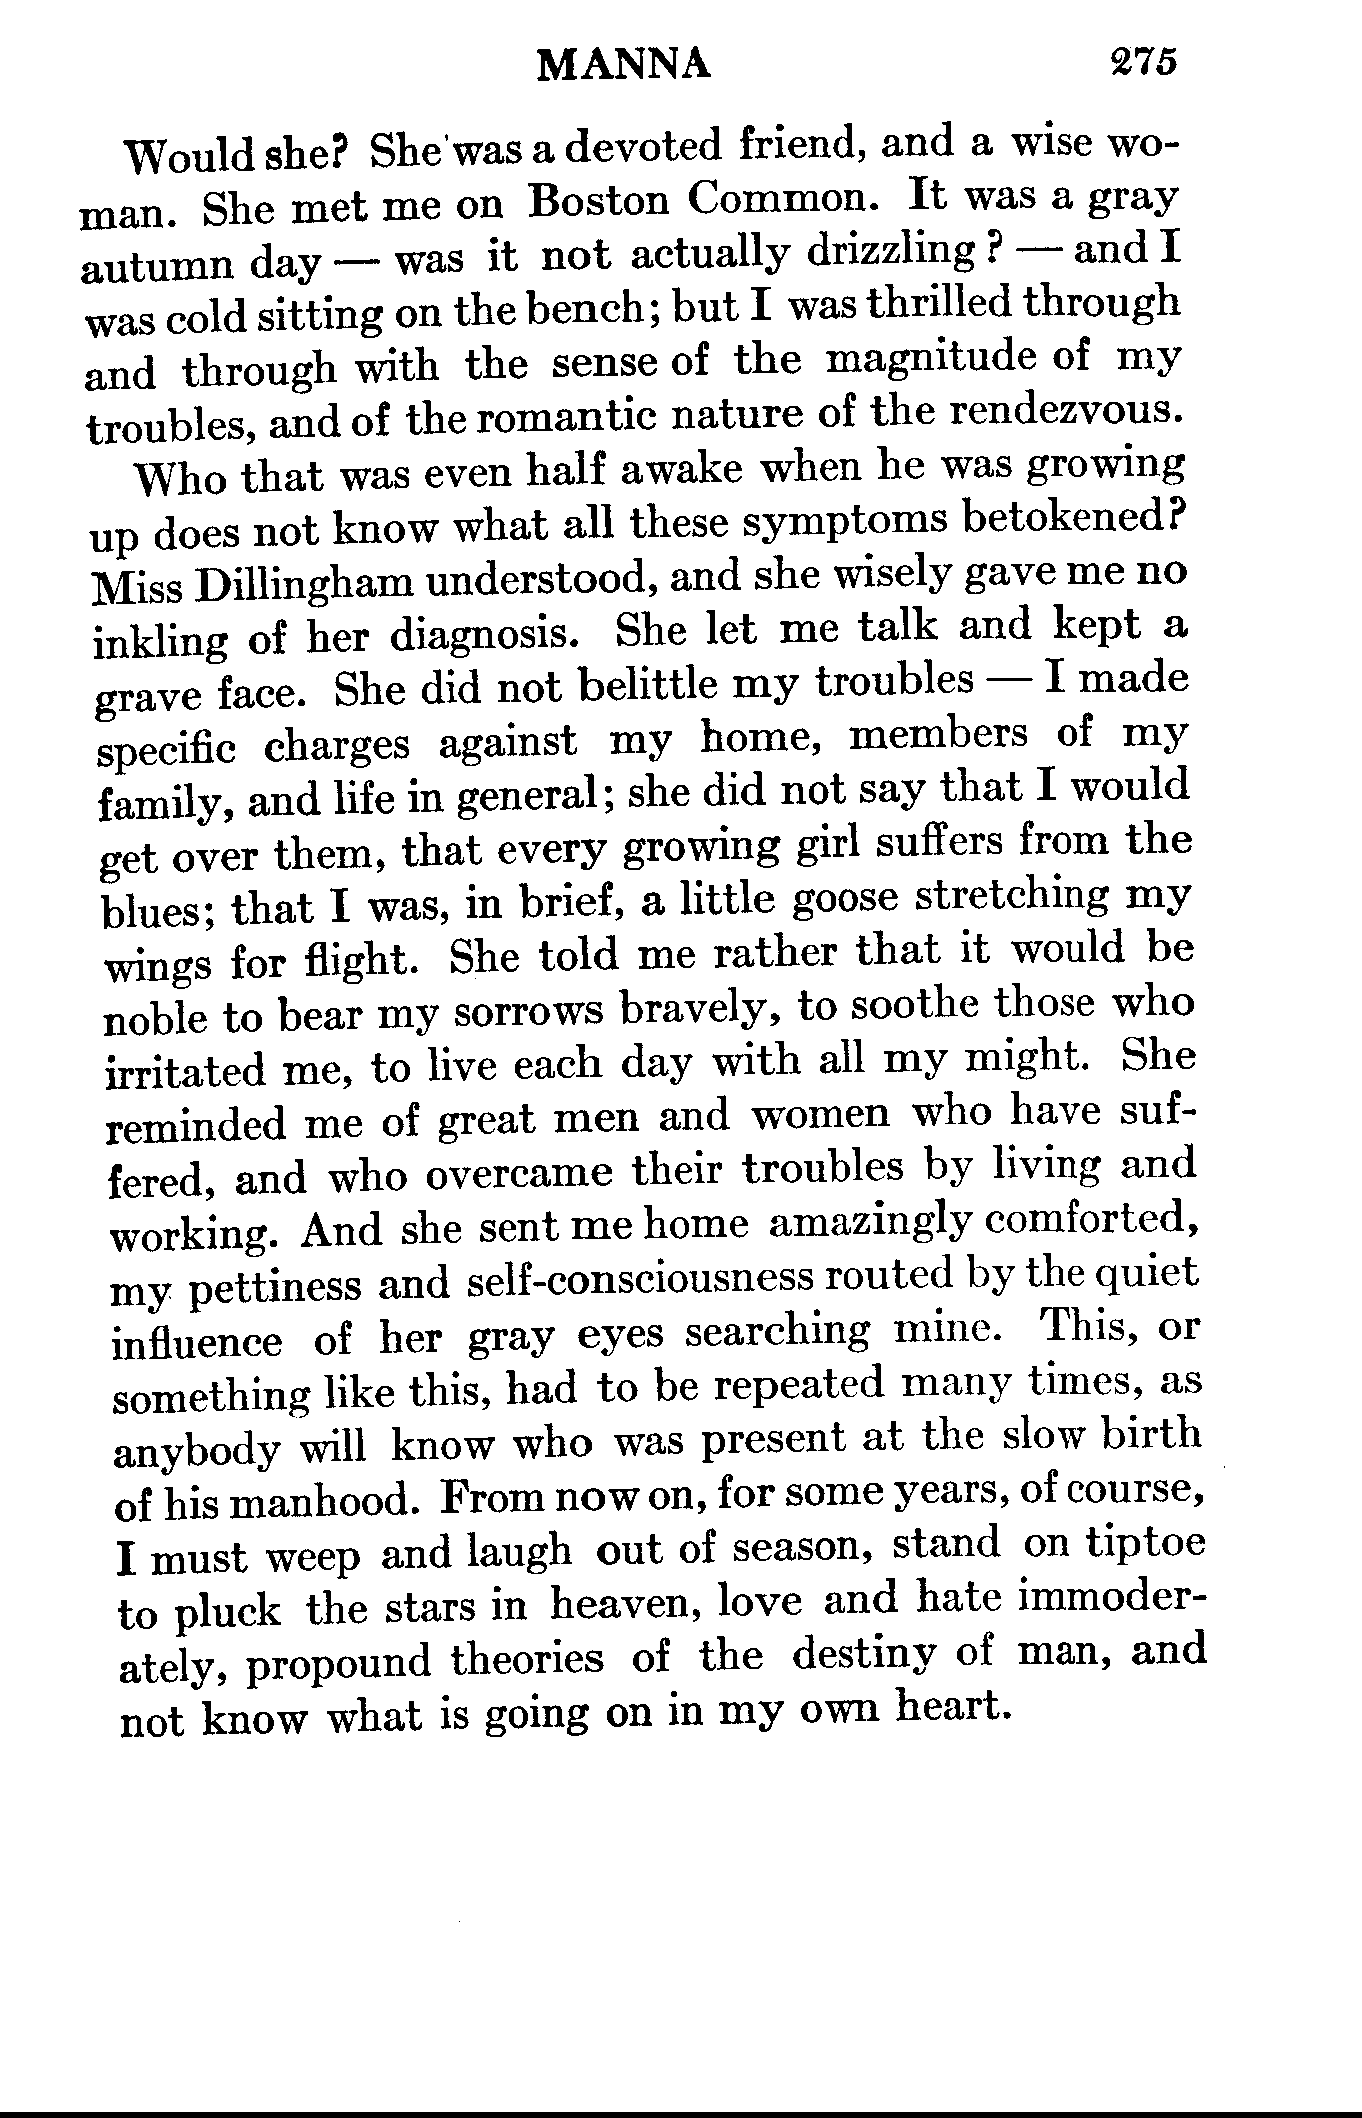 MANNA 275
Would she? She was a devoted friend, and a wise wo-
man. She met me on Boston Common. It was a gray
autumn day — was it not actually drizzling? — and I
was cold sitting on the bench; but I was thrilled through
and through with the sense of the magnitude of my
troubles, and of the romantic nature of the rendezvous.
Who that was even half awake when he was growing
up does not know what all these symptoms betokened?
Miss Dillingham understood, and she wisely gave me no
inkling of her diagnosis. She let me talk and kept a
grave face. She did not belittle my troubles — I made
specific charges against my home, members of my
family, and life in general; she did not say that I would
get over them, that every growing girl suffers from the
blues; that I was, in brief, a little goose stretching my
wings for flight. She told me rather that it would be
noble to bear my sorrows bravely, to soothe those who
irritated me, to live each day with all my might. She
reminded me of great men and women who have suf-
fered, and who overcame their troubles by living and
working. And she sent me home amazingly comforted,
my pettiness and self-consciousness routed by the quiet
influence of her gray eyes searching mine. This, or
something like this, had to be repeated many times, as
anybody will know who was present at the slow birth
of his manhood. From now on, for some years, of course,
I must weep and laugh out of season, stand on tiptoe
to pluck the stars in heaven, love and hate immoder-
ately, propound theories of the destiny of man, and
not know what is going on in my own heart.